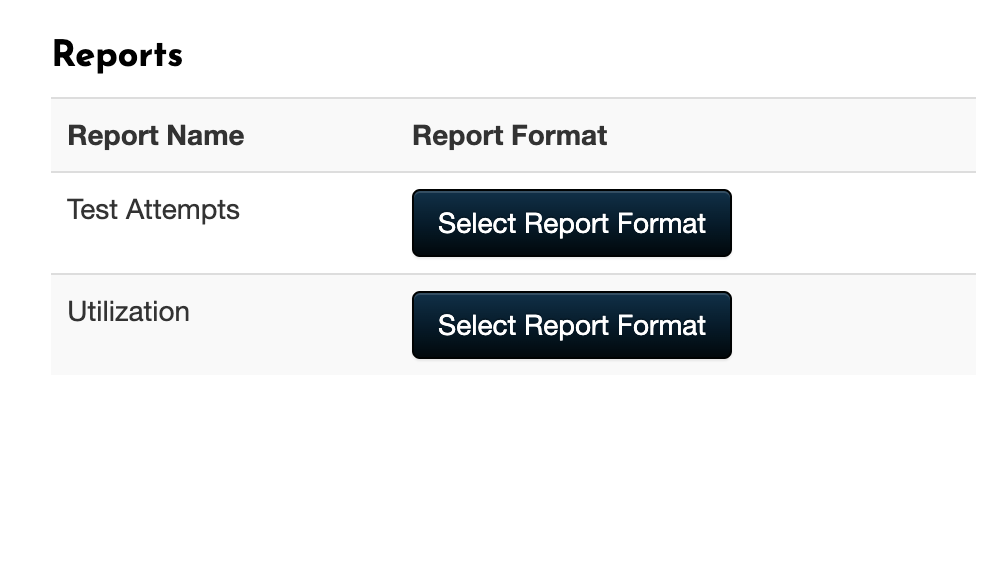 Reports
Report Name Report Format
Test Attempts Select Report Format
Utilization Select Report Format